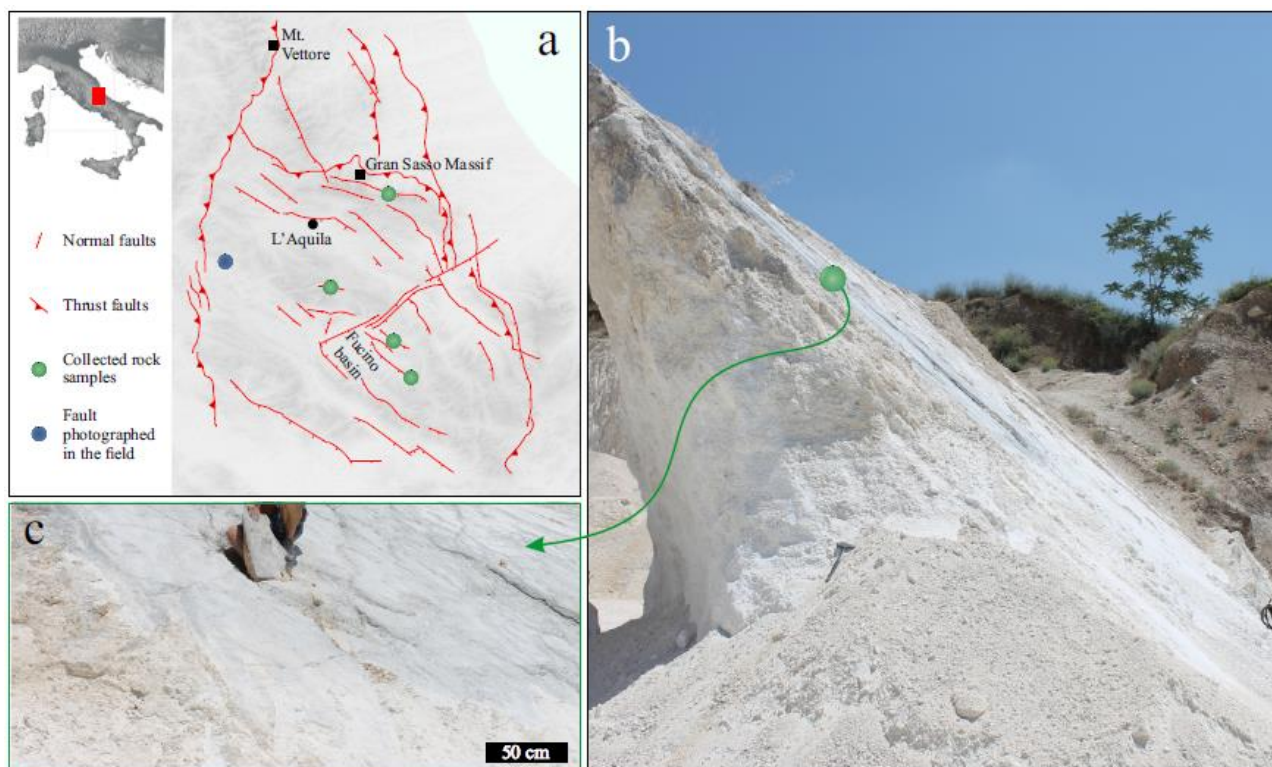 a
Mt.
Vettore
Gran Sasso Massif
L'Aquila
Fucino
basin
Normal faults
Thrust faults
Collected rock
samples
Fault
photographed
in the field
b
c
50 cm